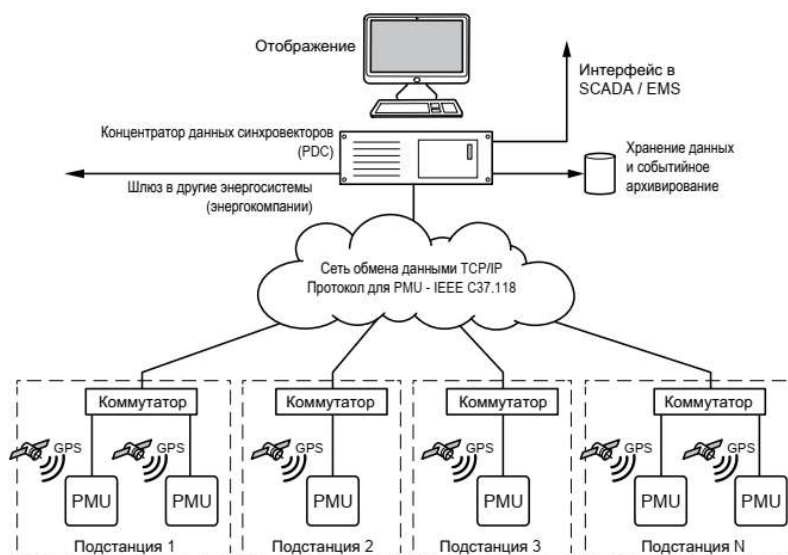 Отображение
Интерфейс в
SCADA / EMS
Концентратор данных синхровекторов
(PDC)
Хранение данных
и событийное
архивирование
Шлюз в другие энергосистемы
(энергокомпании)
Сеть обмена данными TCP/IP
Протокол для PMU - IEEE C37.118
Коммутатор
GPS
GPS
PMU
PMU
Подстанция 1
Коммутатор
GPS
PMU
Подстанция 2
Коммутатор
GPS
PMU
Подстанция 3
Коммутатор
GPS
GPS
PMU
PMU
Подстанция N